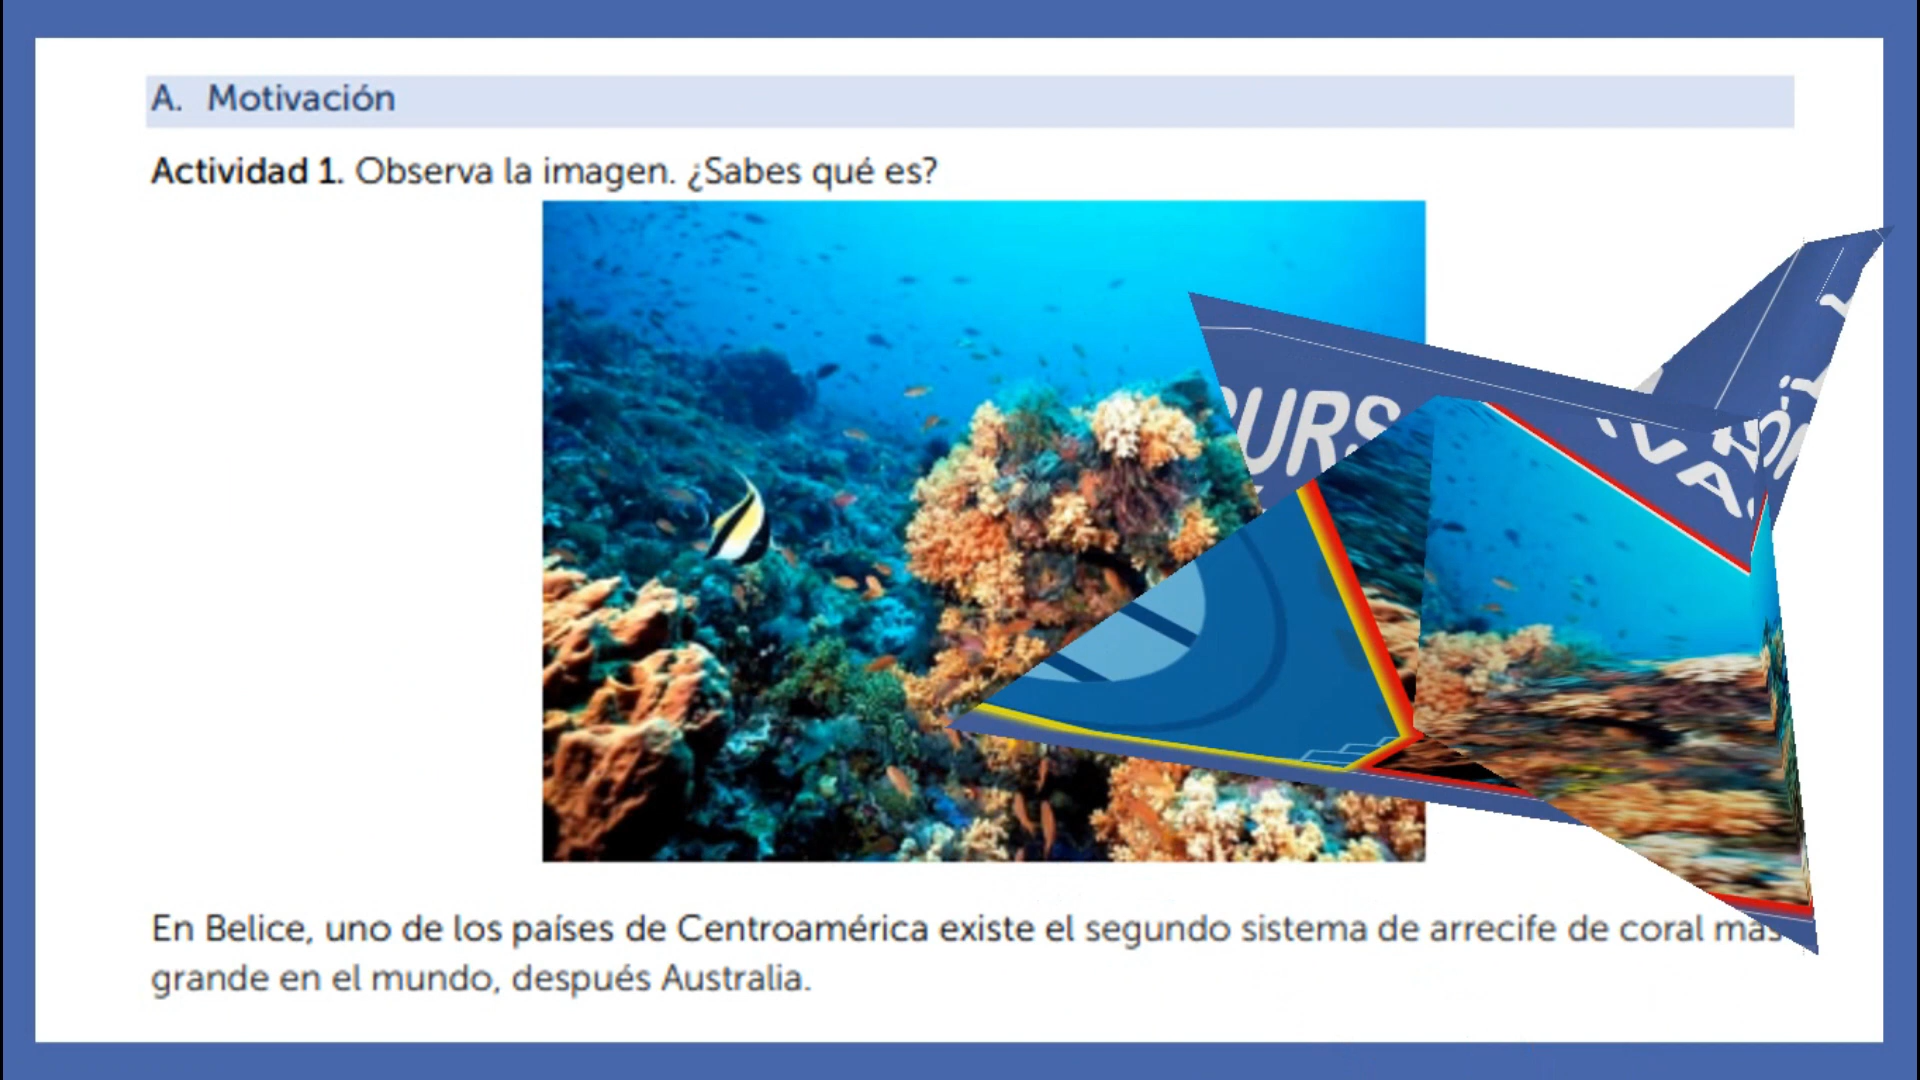 A. Motivación
Actividad 1. Observa la imagen. ¿Sabes qué es?
En Belice, uno de los países de Centroamérica existe el segundo sistema de arrecife de coral más
grande en el mundo, después Australia.